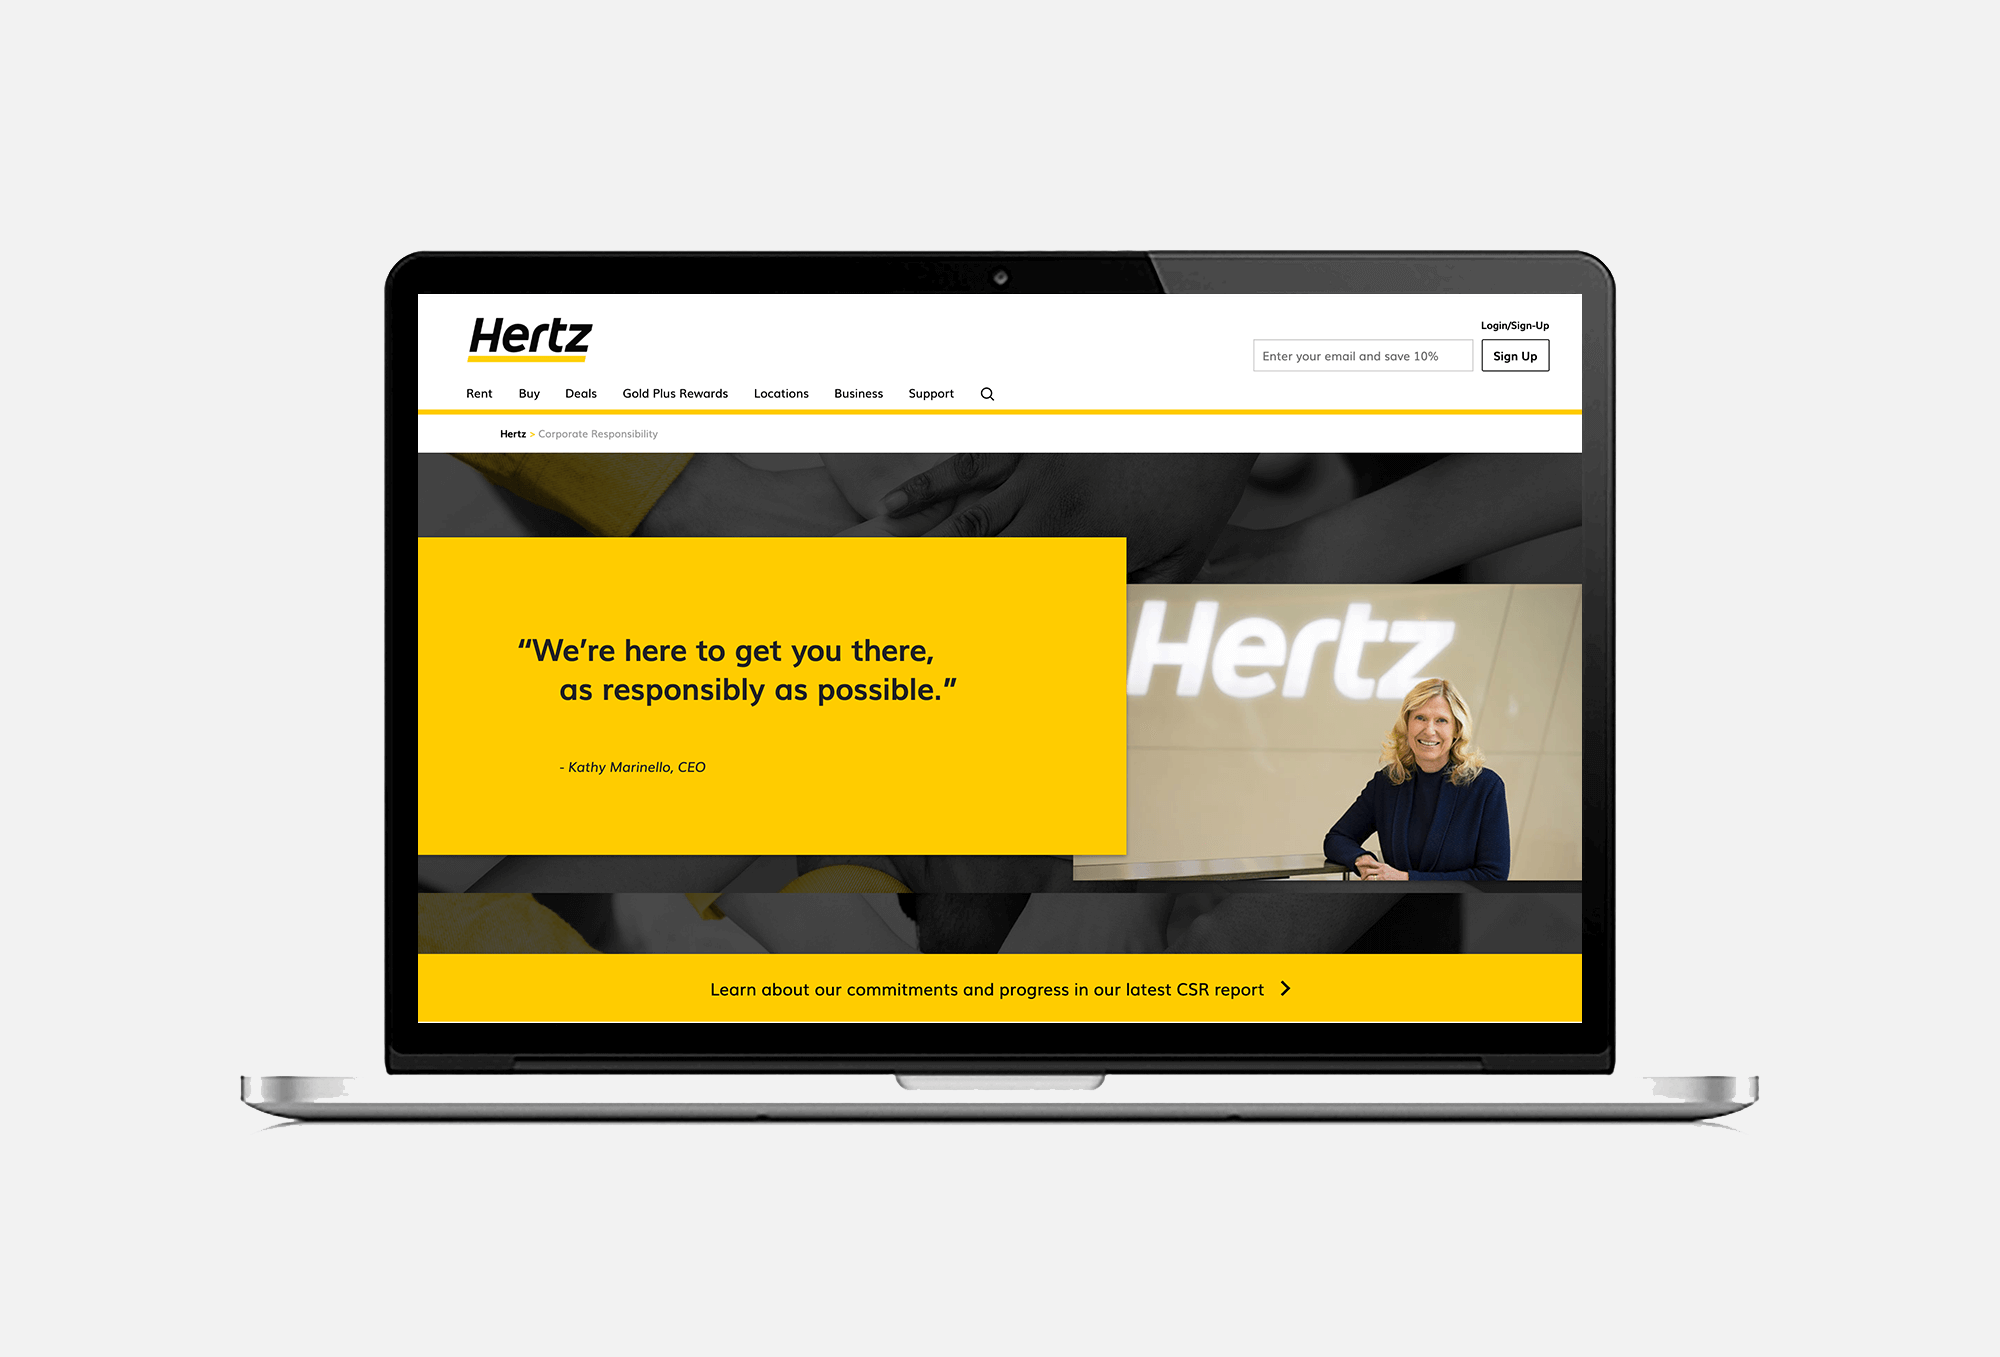 Hertz
Login/Sign-Up
Enter your email and save 10%
Sign Up
Rent Buy Deals Gold Plus Rewards Locations Business Support
Hertz > Corporate Responsibility
Hertz
“We’re here to get you there,
as responsibly as possible.”
- Kathy Marinello, CEO
Learn about our commitments and progress in our latest CSR report >